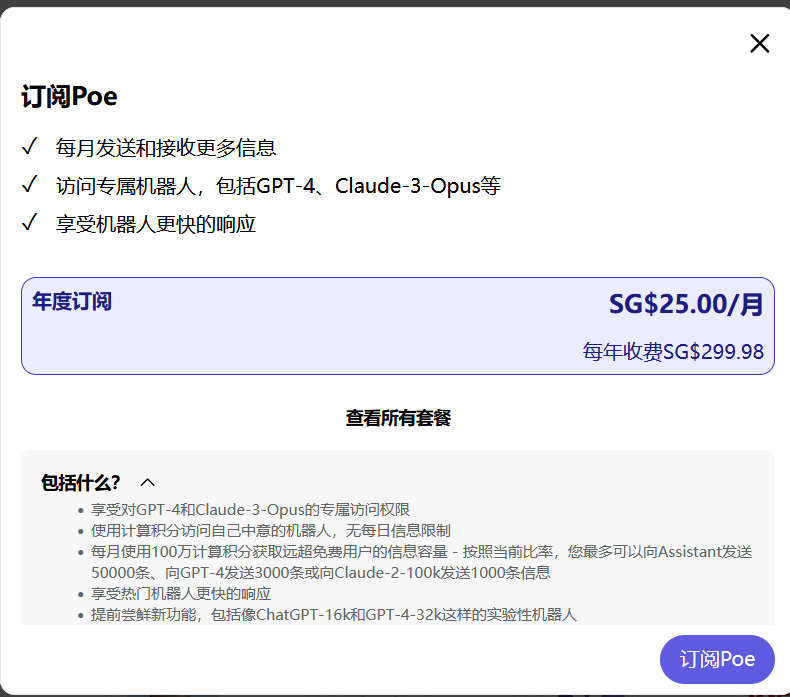 订阅Poe
✓ 每月发送和接收更多信息
✓ 访问专属机器人，包括GPT-4、Claude-3-Opus等
✓ 享受机器人更快的响应
年度订阅
SG$25.00/月
每年收费SG$299.98
查看所有套餐
包括什么?
• 享受对GPT-4和Claude-3-Opus的专属访问权限
• 使用计算积分访问自己中意的机器人，无每日信息限制
• 每月使用100万计算积分获取远超免费用户的信息容量 - 按照当前比率，您最多可以向Assistant发送
50000条、向GPT-4发送3000条或向Claude-2-100k发送1000条信息
• 享受热门机器人更快的响应
• 提前尝鲜新功能，包括像ChatGPT-16k和GPT-4-32k这样的实验性机器人
订阅Poe